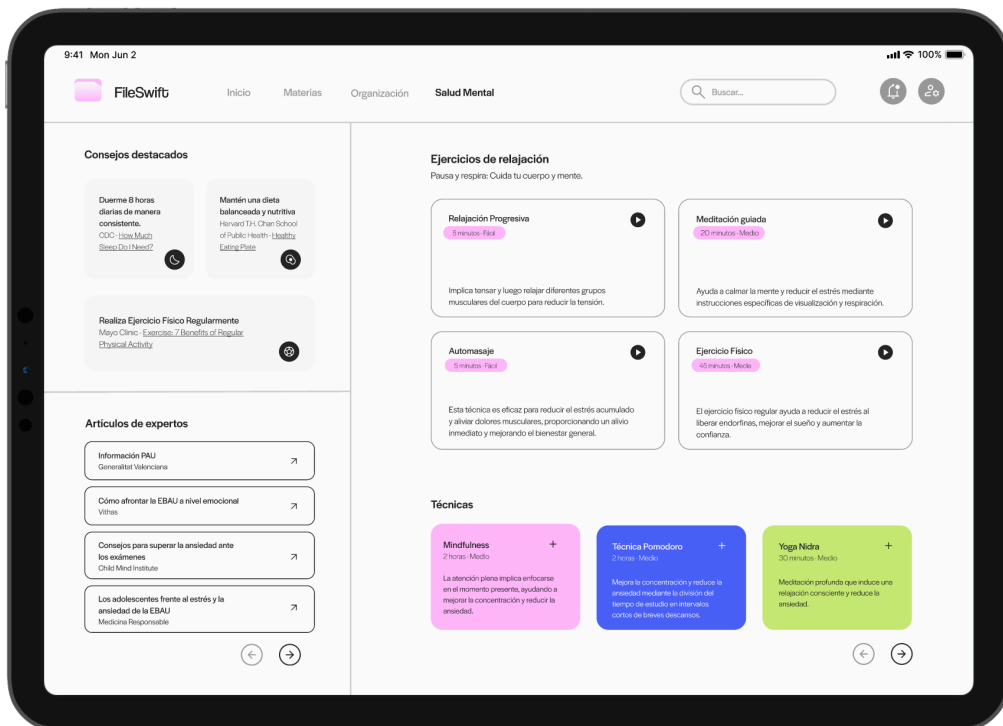 9:41 Mon Jun 2
100%
FileSwift
Inicio
Materias
Organización
Salud Mental
Buscar...
Consejos destacados
Duerme 8 horas
diarias de manera
consistente.
CDC - How Much
Sleep Do I Need?
Mantén una dieta
balanceada y nutritiva
Harvard T.H. Chan School
of Public Health - Healthy
Eating Plate
Realiza Ejercicio Físico Regularmente
Mayo Clinic - Exercise: 7 Benefits of Regular
Physical Activity
Artículos de expertos
Información PAU
Generalitat Valenciana
Cómo afrontar la EBAU a nivel emocional
Vithas
Consejos para superar la ansiedad ante
los exámenes
Child Mind Institute
Los adolescentes frente al estrés y la
ansiedad de la EBAU
Medicina Responsable
Ejercicios de relajación
Pausa y respira: Cuida tu cuerpo y mente.
Relajación Progresiva
5 minutos · Fácil
Implica tensar y luego relajar diferentes grupos
musculares del cuerpo para reducir la tensión.
Meditación guiada
20 minutos · Medio
Ayuda a calmar la mente y reducir el estrés mediante
instrucciones específicas de visualización y respiración.
Automasaje
5 minutos · Fácil
Esta técnica es eficaz para reducir el estrés acumulado
y aliviar dolores musculares, proporcionando un alivio
inmediato y mejorando el bienestar general.
Ejercicio Físico
45 minutos · Medio
El ejercicio físico regular ayuda a reducir el estrés al
liberar endorfinas, mejorar el sueño y aumentar la
confianza.
Técnicas
Mindfulness
2 horas · Medio
La atención plena implica enfocarse
en el momento presente, ayudando a
mejorar la concentración y reducir la
ansiedad.
Técnica Pomodoro
2 horas · Medio
Mejora la concentración y reduce la
ansiedad mediante la división del
tiempo de estudio en intervalos
cortos de breves descansos.
Yoga Nidra
30 minutos · Medio
Meditación profunda que induce una
relajación consciente y reduce la
ansiedad.